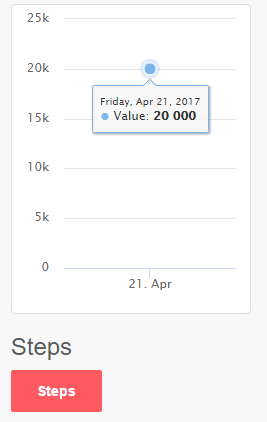 25k
20k
Friday, Apr 21, 2017
Value: 20 000
15k
10k
5k
0
21. Apr
Steps
Steps